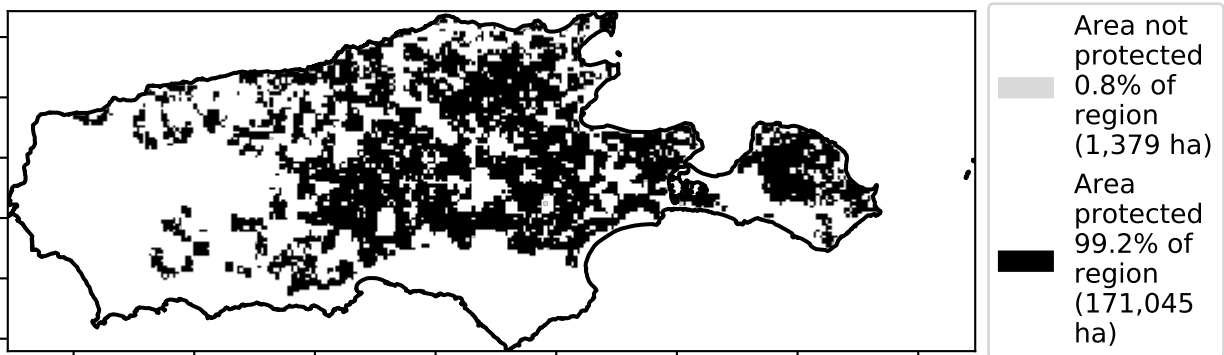 Area not
protected
0.8% of
region
(1,379 ha)
Area
protected
99.2% of
region
(171,045
ha)